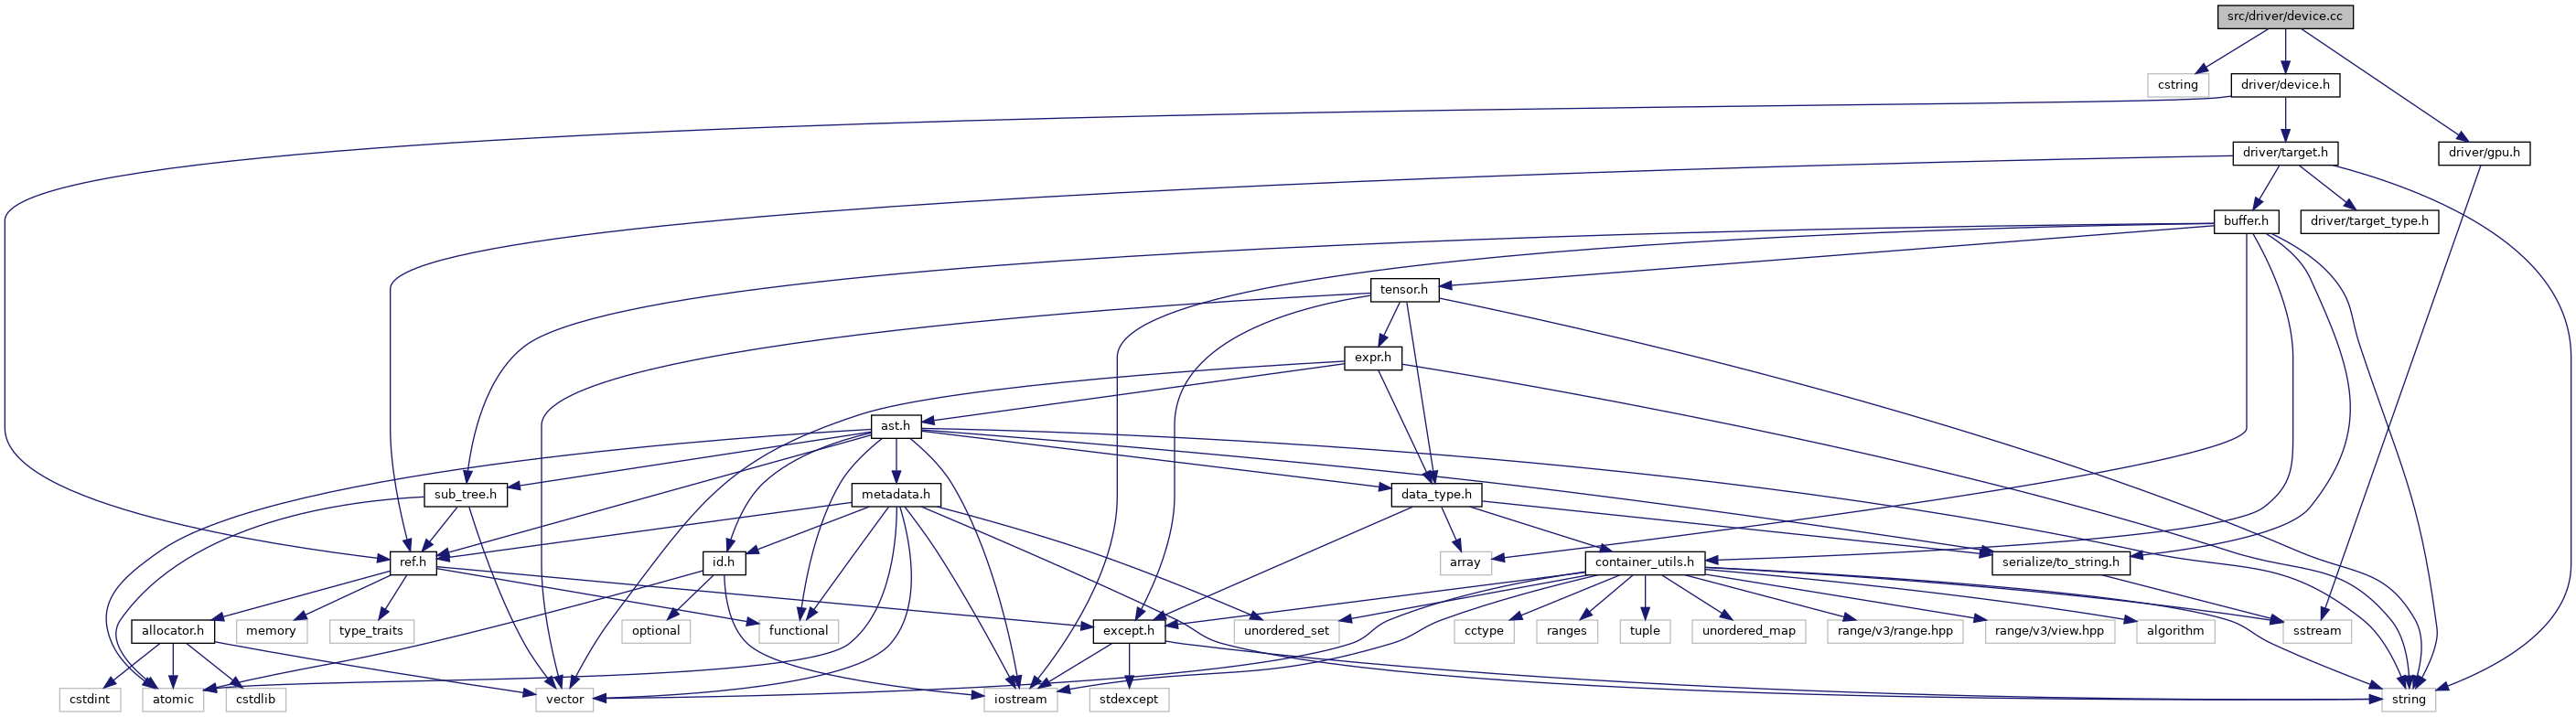 src/driver/device.cc
cstring
driver/device.h
driver/target.h
driver/gpu.h
buffer.h
driver/target_type.h
tensor.h
expr.h
ast.h
sub_tree.h
metadata.h
data_type.h
ref.h
id.h
array
container_utils.h
serialize/to_string.h
allocator.h
memory
type_traits
optional
functional
except.h
unordered_set
cctype
ranges
tuple
unordered_map
range/v3/range.hpp
range/v3/view.hpp
algorithm
sstream
cstdint
atomic
cstdlib
vector
iostream
stdexcept
string